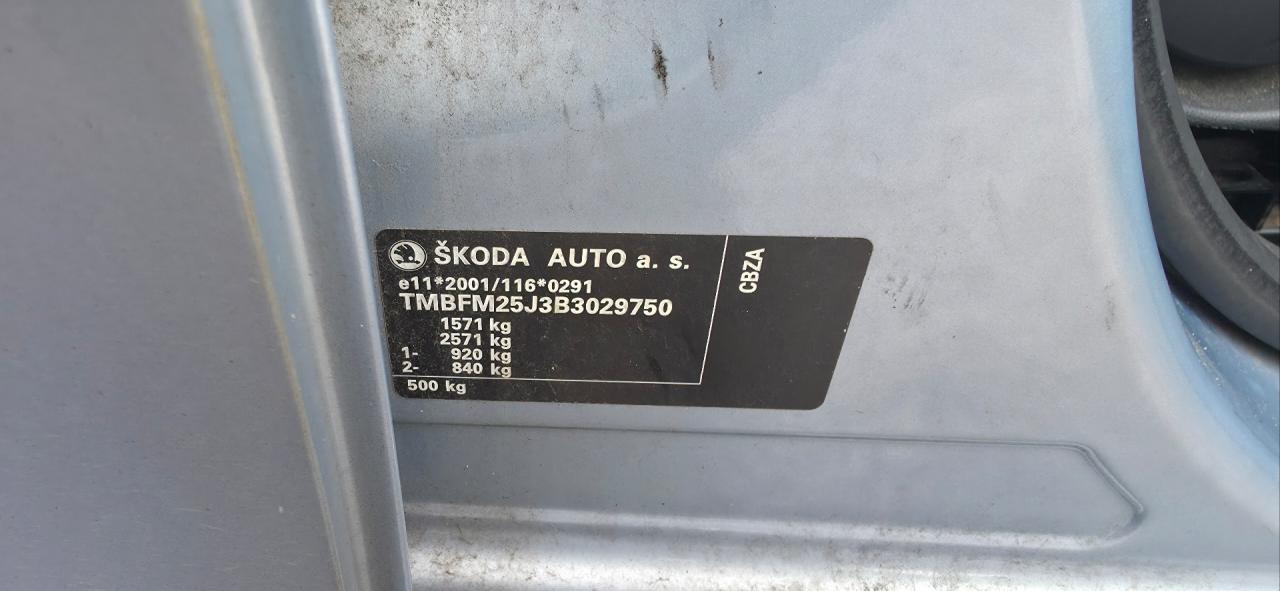 ŠKODA AUTO a. s.
e11*2001/116*0291
TMBFM25J3B3029750
1571 kg
2571 kg
1- 920 kg
2- 840 kg
500 kg
CBZA